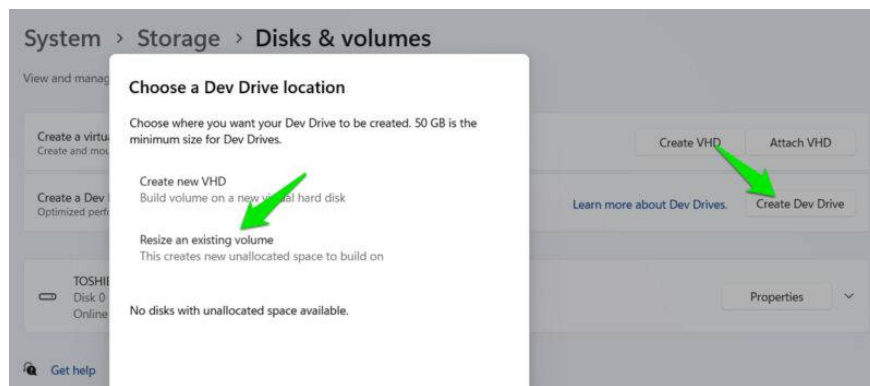 System > Storage > Disks & volumes
View and manag
Choose a Dev Drive location
Choose where you want your Dev Drive to be created. 50 GB is the
minimum size for Dev Drives.
Create a virtu
Create and mou
Create VHD
Attach VHD
Create new VHD
Build volume on a new virtual hard disk
Create a Dev
Optimized perf
Learn more about Dev Drives.
Create Dev Drive
Resize an existing volume
This creates new unallocated space to build on
TOSHI
Disk 0
Online
Properties
No disks with unallocated space available.
Get help